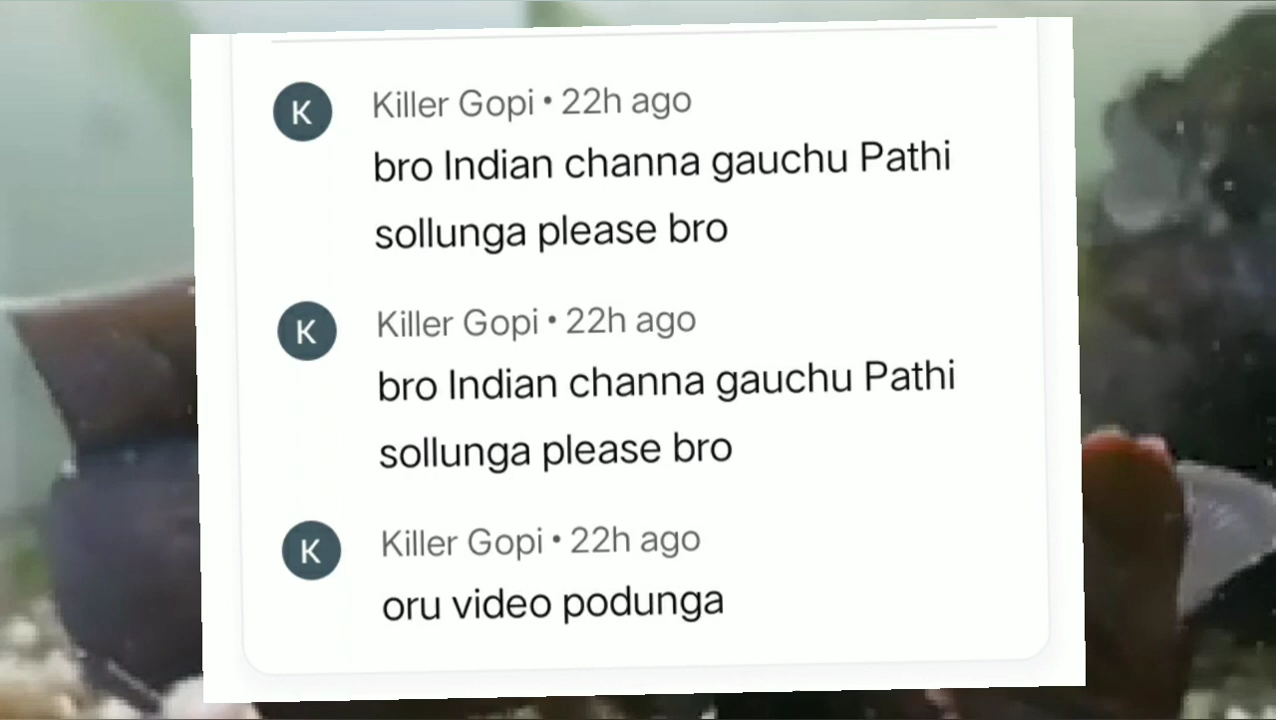 K
Killer Gopi • 22h ago
bro Indian channa gauchu Pathi
sollunga please bro
K
Killer Gopi • 22h ago
bro Indian channa gauchu Pathi
sollunga please bro
K
Killer Gopi • 22h ago
oru video podunga